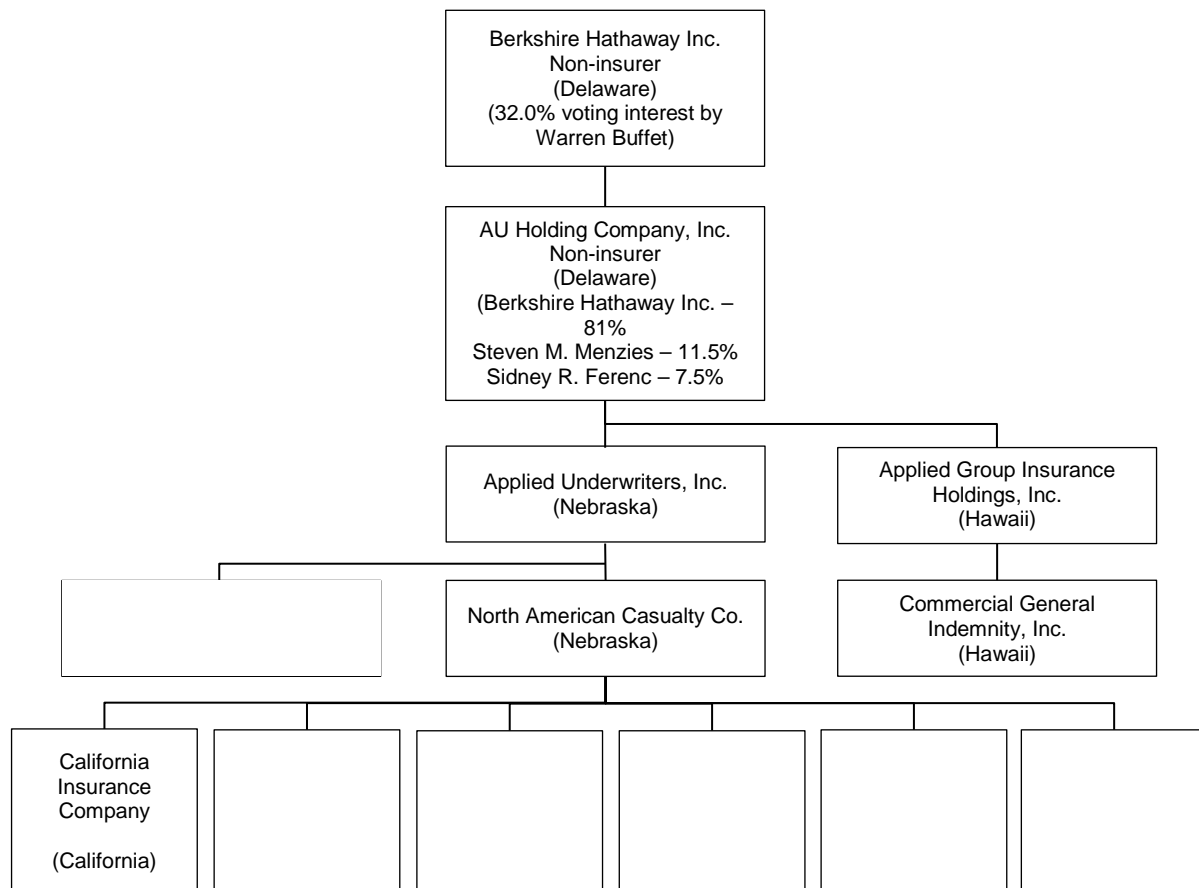 Berkshire Hathaway Inc.
Non-insurer
(Delaware)
(32.0% voting interest by
Warren Buffet)
AU Holding Company, Inc.
Non-insurer
(Delaware)
(Berkshire Hathaway Inc. –
81%
Steven M. Menzies – 11.5%
Sidney R. Ferenc – 7.5%
Applied Underwriters, Inc.
(Nebraska)
Applied Group Insurance
Holdings, Inc.
(Hawaii)
North American Casualty Co.
(Nebraska)
Commercial General
Indemnity, Inc.
(Hawaii)
California
Insurance
Company
(California)